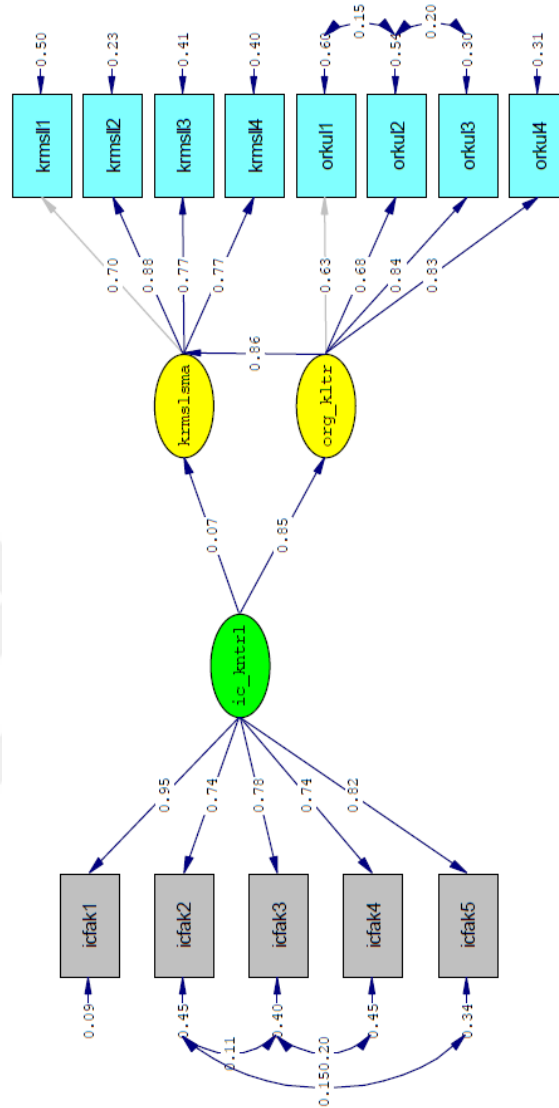 0.09
icfak1
0.45
icfak2
0.40
icfak3
0.45
icfak4
0.34
icfak5
0.11
0.15
0.20
0.95
0.74
0.78
0.74
0.82
ic_kntrl
0.07
0.85
krmslsma
org_kltr
0.86
0.70
0.88
0.77
0.77
0.63
0.68
0.84
0.83
krmsll1
0.50
krmsll2
0.23
krmsll3
0.41
krmsll4
0.40
orkul1
0.60
orkul2
0.54
orkul3
0.30
orkul4
0.31
0.15
0.20